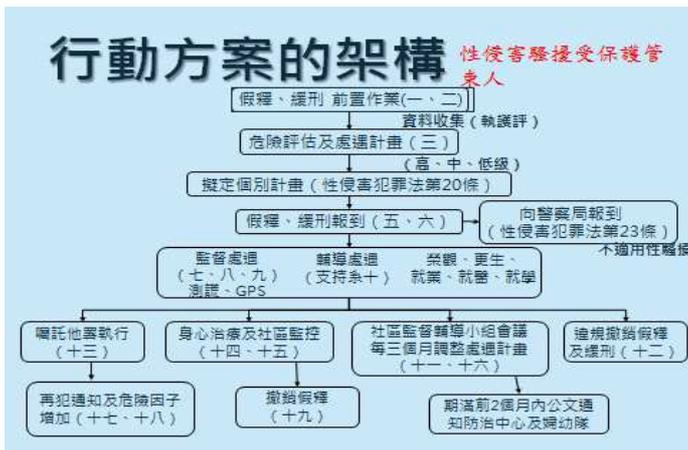 行動方案的架構
性侵害騷擾受保護管
束人
假釋、緩刑 前置作業(一、二)
資料收集（執護評）
危險評估及處遇計畫（三）
（高、中、低級）
擬定個別計畫（性侵害犯罪法第20條）
假釋、緩刑報到（五、六）
向警察局報到
（性侵害犯罪法第23條）
不適用性騷擾
監督處遇
（七、八、九）
測謊、GPS
輔導處遇
（支持系十）
榮觀、更生、
就業、就醫、就學
囑託他署執行
（十三）
身心治療及社區監控
（十四、十五）
社區監督輔導小組會議
每三個月調整處遇計畫
（十一、十六）
違規撤銷假釋
及緩刑（十二）
再犯通知及危險因子
增加（十七、十八）
撤銷假釋
（十九）
期滿前2個月內公文通
知防治中心及婦幼隊